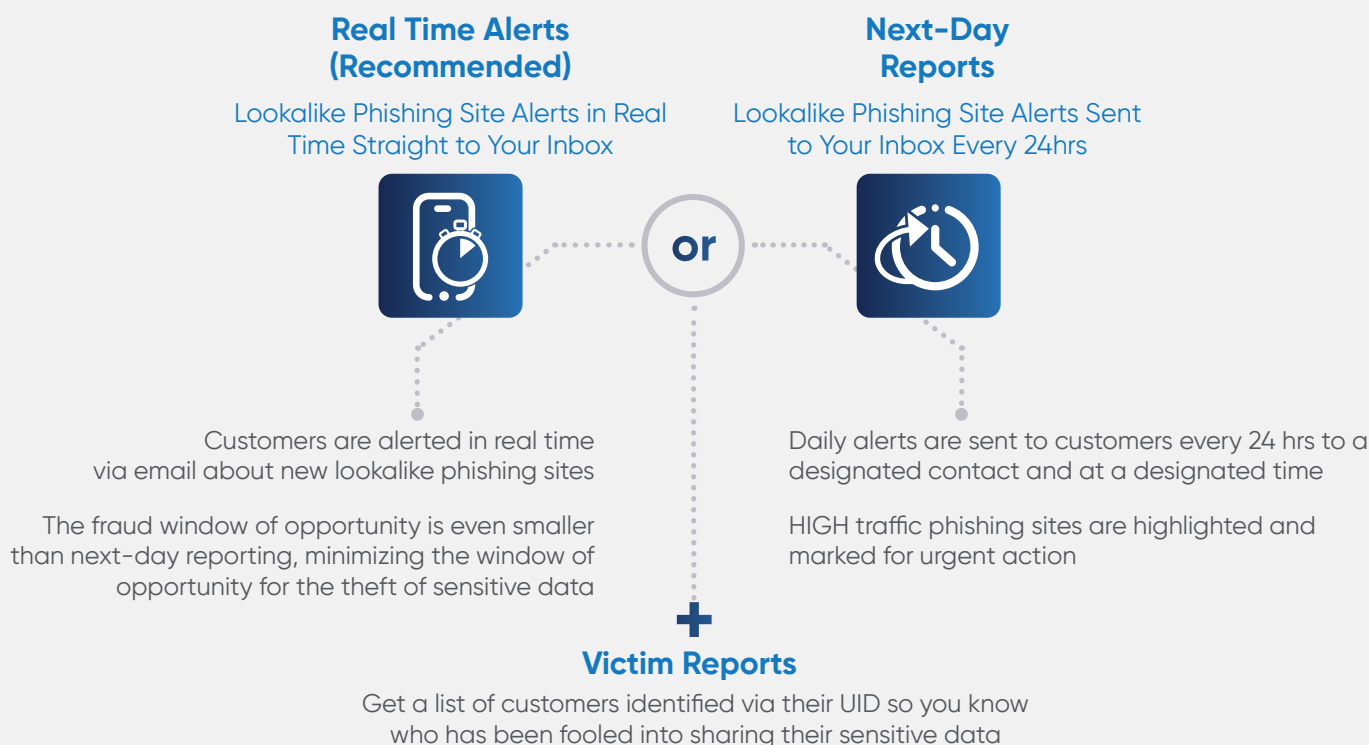 Real Time Alerts
(Recommended)
Lookalike Phishing Site Alerts in Real
Time Straight to Your Inbox
Next-Day
Reports
Lookalike Phishing Site Alerts Sent
to Your Inbox Every 24hrs
or
Customers are alerted in real time
via email about new lookalike phishing sites
The fraud window of opportunity is even smaller
than next-day reporting, minimizing the window of
opportunity for the theft of sensitive data
Daily alerts are sent to customers every 24 hrs to a
designated contact and at a designated time
HIGH traffic phishing sites are highlighted and
marked for urgent action
+
Victim Reports
Get a list of customers identified via their UID so you know
who has been fooled into sharing their sensitive data